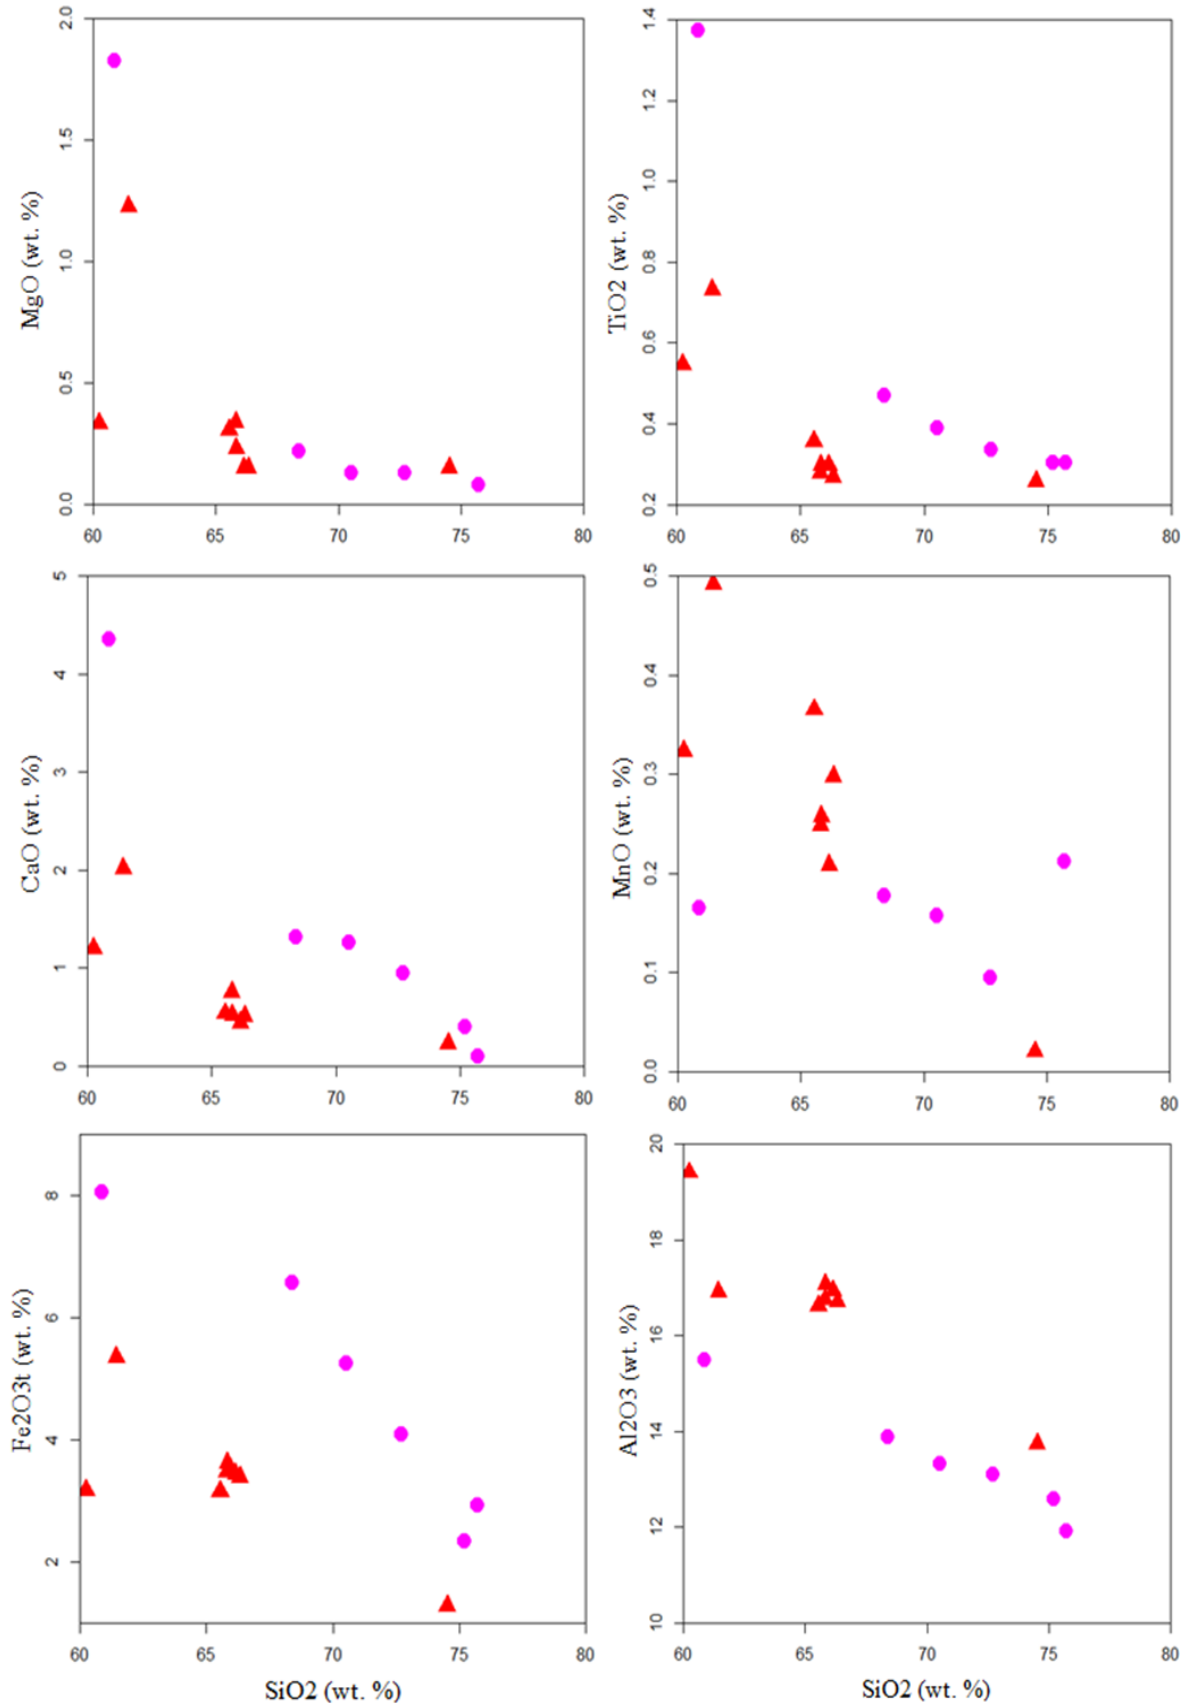 MgO (wt. %)
0.0 0.5 1.0 1.5 2.0
60 65 70 75 80
TiO2 (wt. %)
0.2 0.4 0.6 0.8 1.0 1.2 1.4
60 65 70 75 80
CaO (wt. %)
0 1 2 3 4 5
60 65 70 75 80
MnO (wt. %)
0.0 0.1 0.2 0.3 0.4 0.5
60 65 70 75 80
Fe2O3t (wt. %)
2 4 6 8
60 65 70 75 80
SiO2 (wt. %)
Al2O3 (wt. %)
10 12 14 16 18 20
60 65 70 75 80
SiO2 (wt. %)